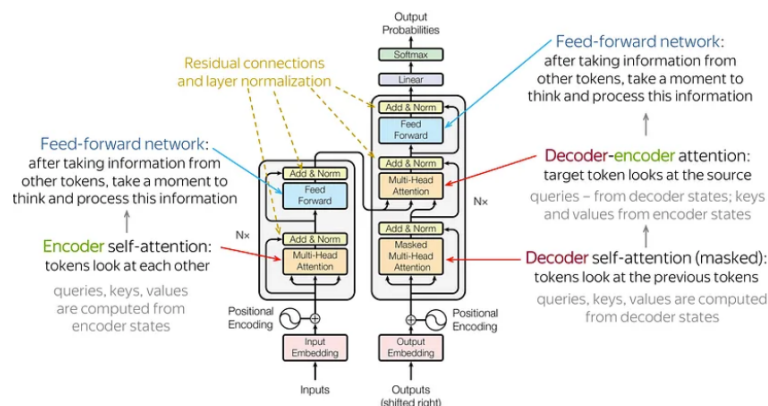 Output
Probabilities
Softmax
Linear
Add & Norm
Feed
Forward
Add & Norm
Multi-Head
Attention
Add & Norm
Masked
Multi-Head
Attention
N×
Positional
Encoding
Output
Embedding
Outputs
(shifted right)
Residual connections
and layer normalization
Feed-forward network:
after taking information from
other tokens, take a moment to
think and process this information
Encoder self-attention:
tokens look at each other
queries, keys, values
are computed from
encoder states
Add & Norm
Feed
Forward
N×
Add & Norm
Multi-Head
Attention
Positional
Encoding
Input
Embedding
Inputs
Feed-forward network:
after taking information from
other tokens, take a moment to
think and process this information
Decoder-encoder attention:
target token looks at the source
queries – from decoder states; keys
and values from encoder states
Decoder self-attention (masked):
tokens look at the previous tokens
queries, keys, values are computed
from decoder states